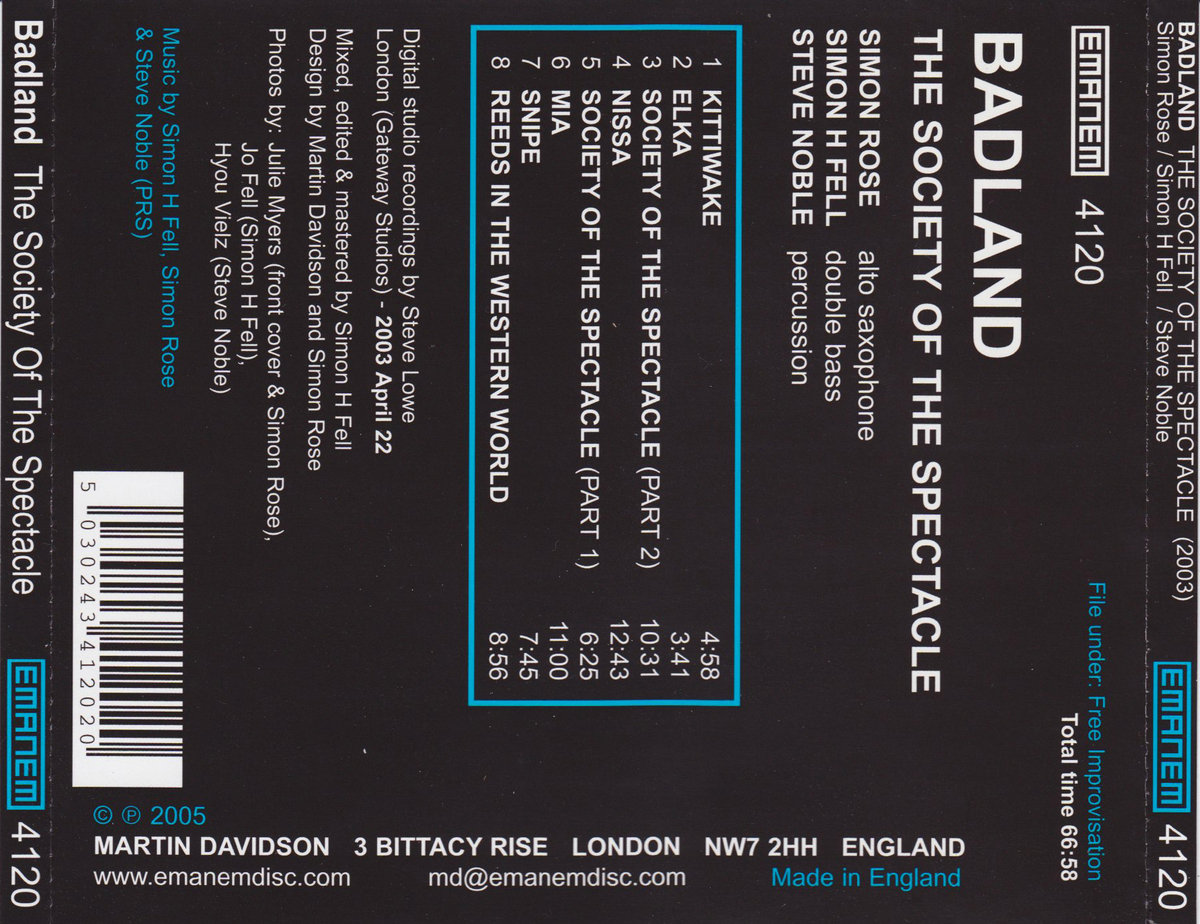 BADLAND THE SOCIETY OF THE SPECTACLE (2003)
Simon Rose / Simon H Fell / Steve Noble
EMANEM 4120
EMANEM 4120
File under: Free Improvisation
Total time 66:58
BADLAND
THE SOCIETY OF THE SPECTACLE
SIMON ROSE alto saxophone
SIMON H FELL double bass
STEVE NOBLE percussion
1 KITTIWAKE 4:58
2 ELKA 3:41
3 SOCIETY OF THE SPECTACLE (PART 2) 10:31
4 NISSA 12:43
5 SOCIETY OF THE SPECTACLE (PART 1) 6:25
6 MIA 11:00
7 SNIPE 7:45
8 REEDS IN THE WESTERN WORLD 8:56
Digital studio recordings by Steve Lowe
London (Gateway Studios) - 2003 April 22
Mixed, edited & mastered by Simon H Fell
Design by Martin Davidson and Simon Rose
Photos by: Julie Myers (front cover & Simon Rose),
Jo Fell (Simon H Fell),
Hyou Vielz (Steve Noble)
Music by Simon H Fell, Simon Rose
& Steve Noble (PRS)
5 030243 412020
© ℗ 2005
MARTIN DAVIDSON 3 BITTACY RISE LONDON NW7 2HH ENGLAND
www.emanemdisc.com md@emanemdisc.com Made in England
Badland The Society Of The Spectacle EMANEM 4120